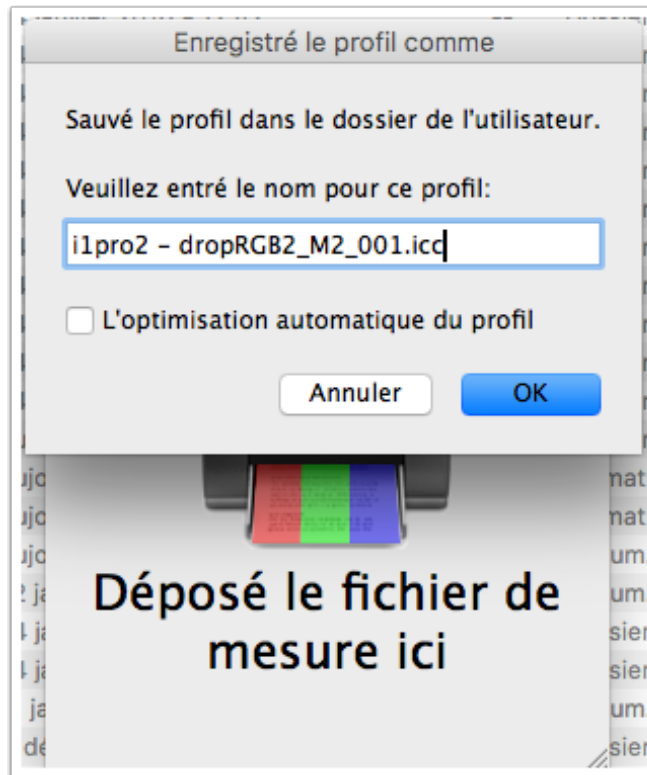 Enregistré le profil comme
Sauvé le profil dans le dossier de l'utilisateur.
Veuillez entré le nom pour ce profil:
i1pro2 – dropRGB2_M2_001.icc
L'optimisation automatique du profil
Annuler
OK
Déposé le fichier de
mesure ici